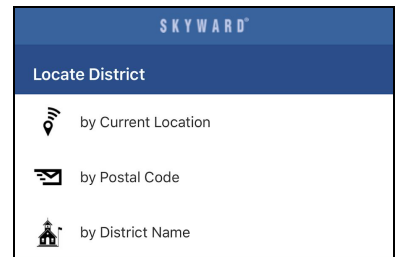 SKYWARD®
Locate District
by Current Location
by Postal Code
by District Name